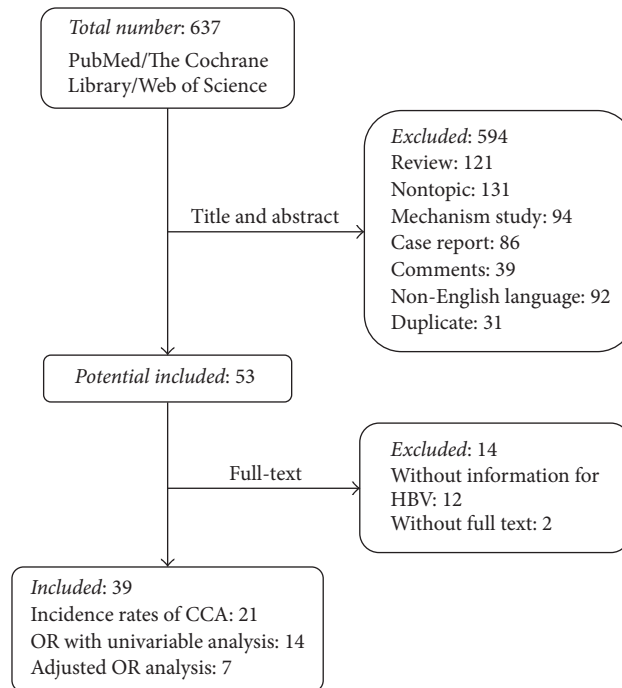 Total number: 637
PubMed/The Cochrane
Library/Web of Science
Title and abstract
Excluded: 594
Review: 121
Nontopic: 131
Mechanism study: 94
Case report: 86
Comments: 39
Non-English language: 92
Duplicate: 31
Potential included: 53
Full-text
Excluded: 14
Without information for
HBV: 12
Without full text: 2
Included: 39
Incidence rates of CCA: 21
OR with univariable analysis: 14
Adjusted OR analysis: 7